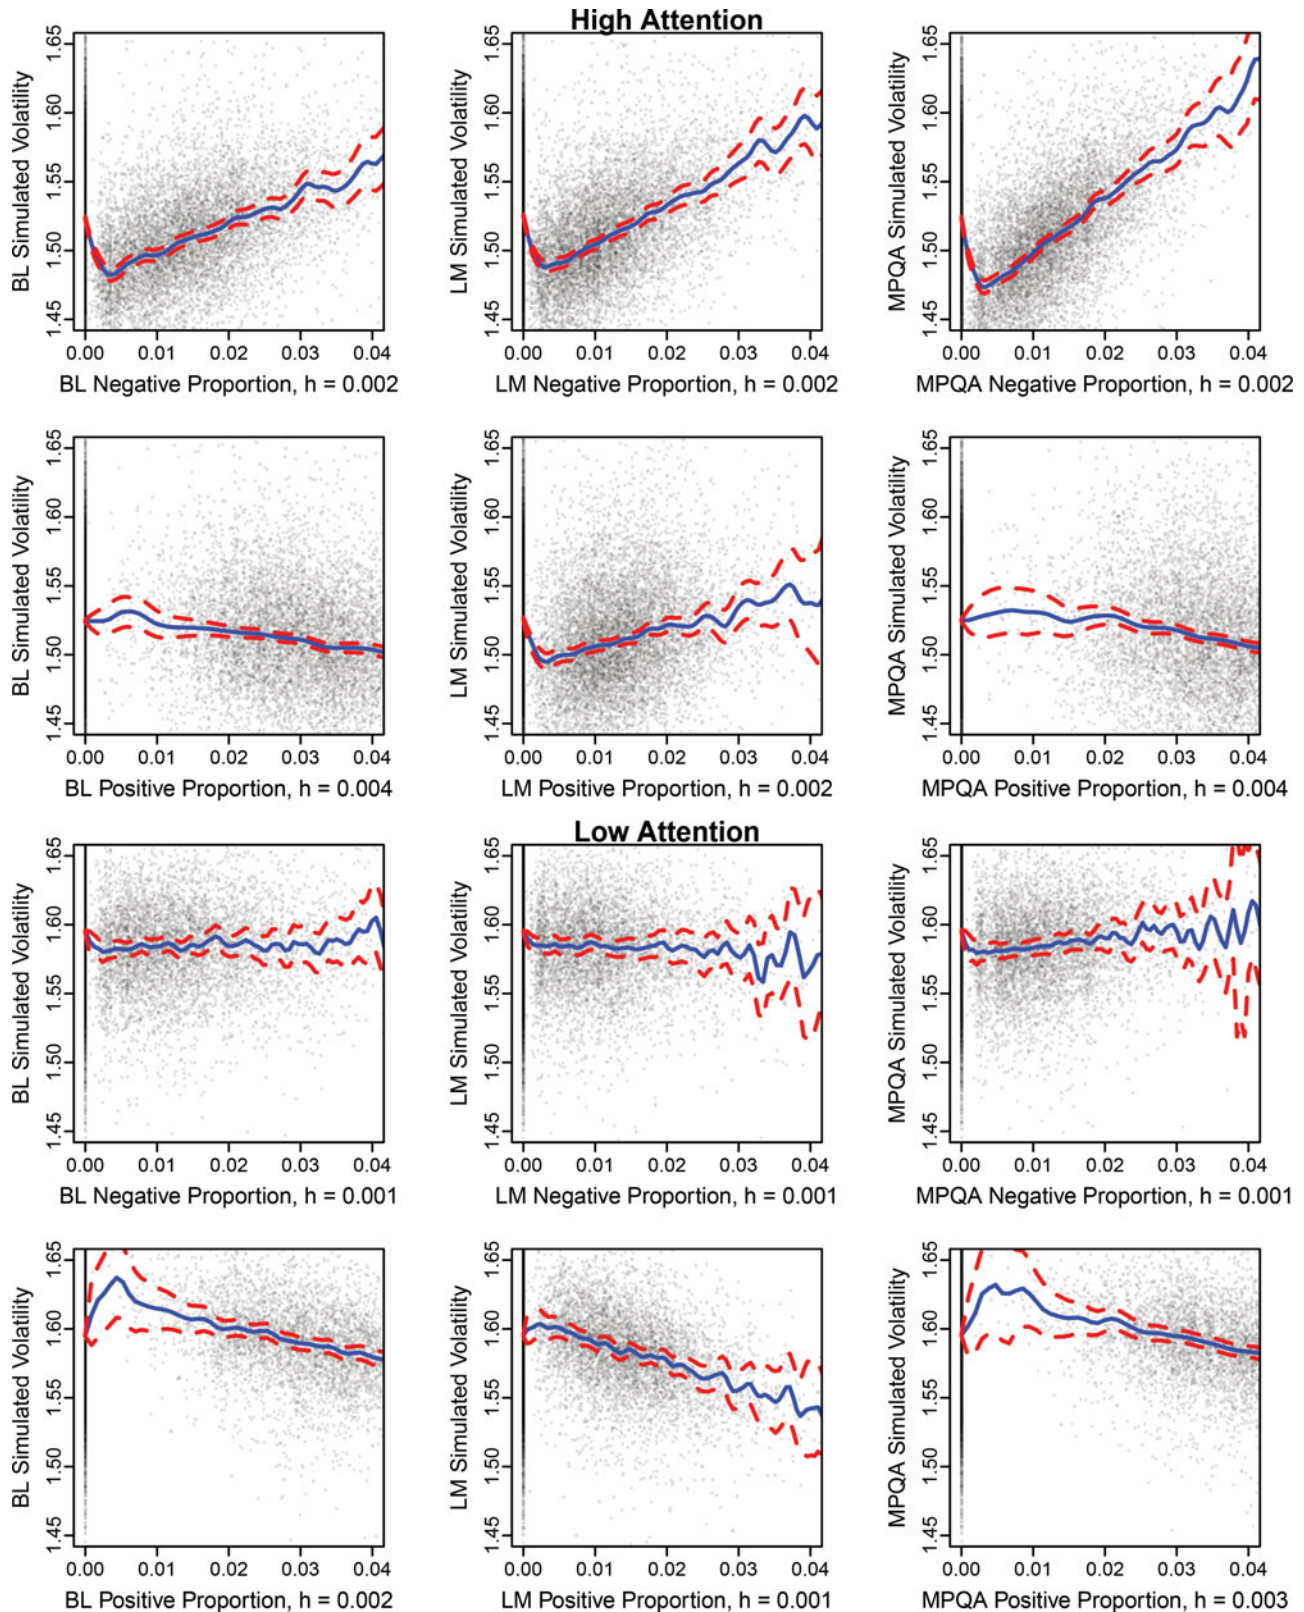 High Attention
BL Simulated Volatility
1.45 1.50 1.55 1.60 1.65
0.00 0.01 0.02 0.03 0.04
BL Negative Proportion, h = 0.002
LM Simulated Volatility
1.45 1.50 1.55 1.60 1.65
0.00 0.01 0.02 0.03 0.04
LM Negative Proportion, h = 0.002
MPQA Simulated Volatility
1.45 1.50 1.55 1.60 1.65
0.00 0.01 0.02 0.03 0.04
MPQA Negative Proportion, h = 0.002
BL Simulated Volatility
1.45 1.50 1.55 1.60 1.65
0.00 0.01 0.02 0.03 0.04
BL Positive Proportion, h = 0.004
LM Simulated Volatility
1.45 1.50 1.55 1.60 1.65
0.00 0.01 0.02 0.03 0.04
LM Positive Proportion, h = 0.002
MPQA Simulated Volatility
1.45 1.50 1.55 1.60 1.65
0.00 0.01 0.02 0.03 0.04
MPQA Positive Proportion, h = 0.004
Low Attention
BL Simulated Volatility
1.45 1.50 1.55 1.60 1.65
0.00 0.01 0.02 0.03 0.04
BL Negative Proportion, h = 0.001
LM Simulated Volatility
1.45 1.50 1.55 1.60 1.65
0.00 0.01 0.02 0.03 0.04
LM Negative Proportion, h = 0.001
MPQA Simulated Volatility
1.45 1.50 1.55 1.60 1.65
0.00 0.01 0.02 0.03 0.04
MPQA Negative Proportion, h = 0.001
BL Simulated Volatility
1.45 1.50 1.55 1.60 1.65
0.00 0.01 0.02 0.03 0.04
BL Positive Proportion, h = 0.002
LM Simulated Volatility
1.45 1.50 1.55 1.60 1.65
0.00 0.01 0.02 0.03 0.04
LM Positive Proportion, h = 0.001
MPQA Simulated Volatility
1.45 1.50 1.55 1.60 1.65
0.00 0.01 0.02 0.03 0.04
MPQA Positive Proportion, h = 0.003